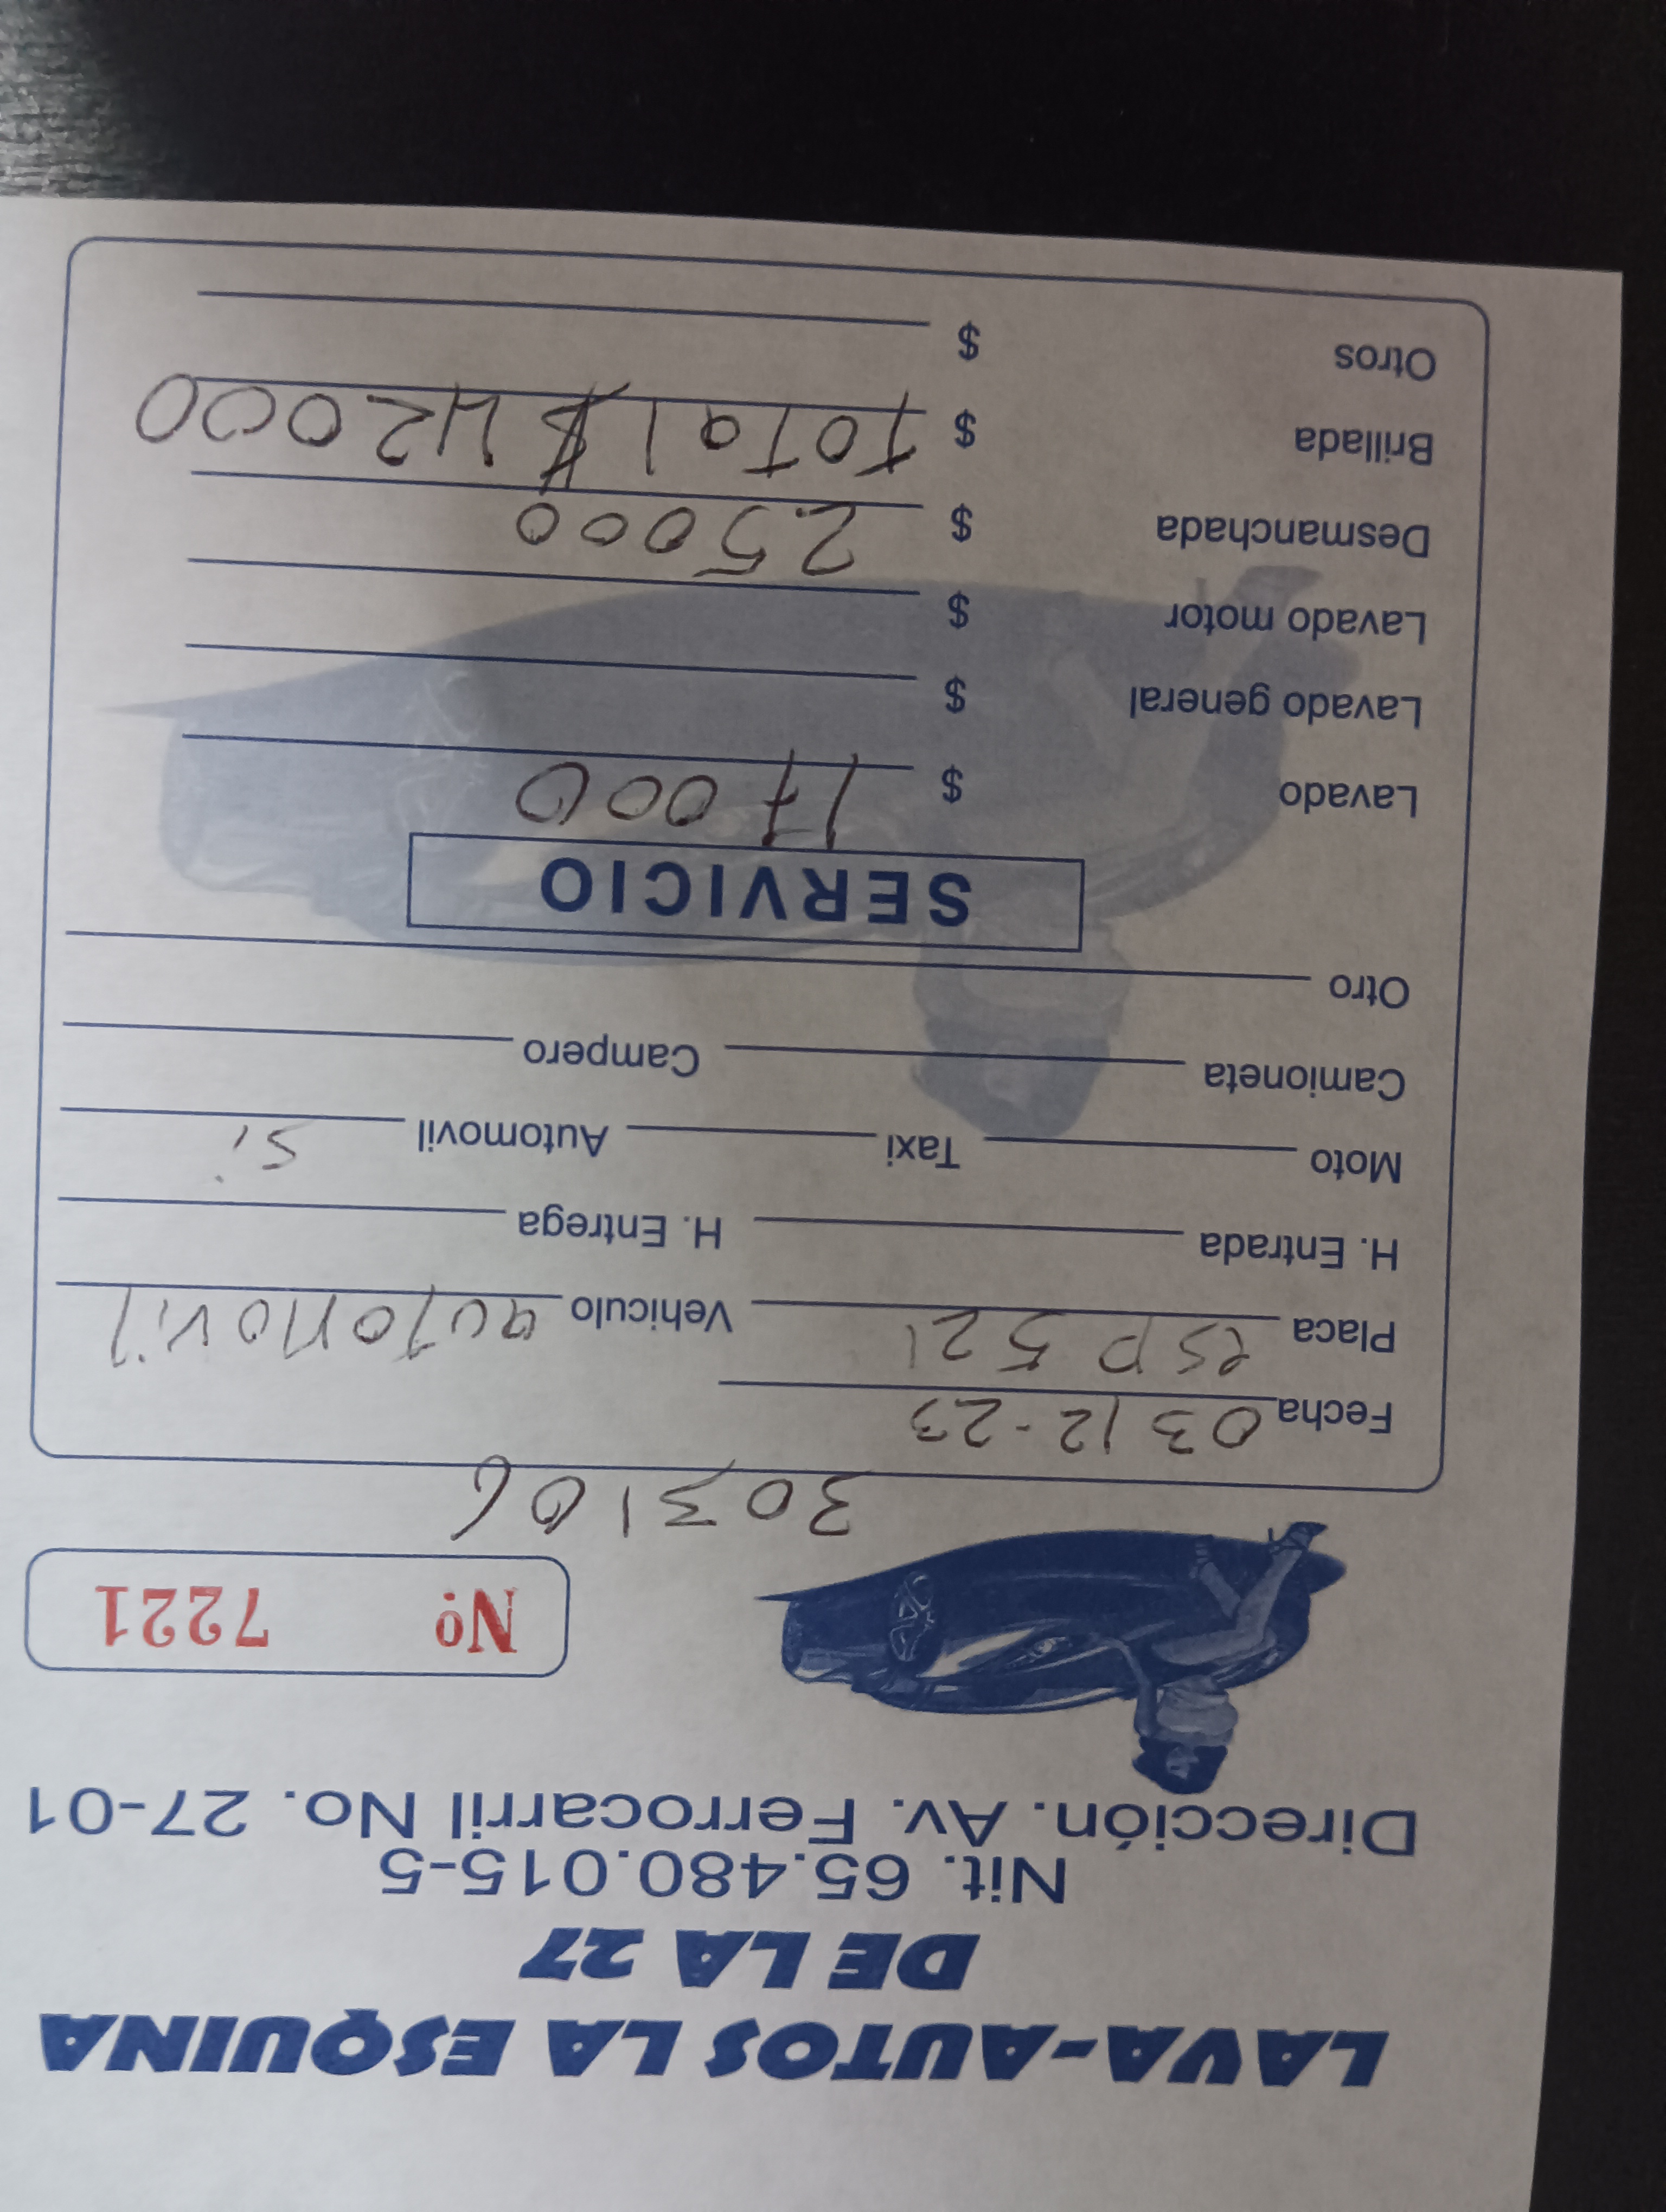 LAVA-AUTOS LA ESQUINA
DE LA 27
Nit. 65.480.015-5
Dirección. Av. Ferrocarril No. 27-01
Nº 7221
303106
Fecha 03 12-23
Placa esp 521 Vehiculo automovil
H. Entrada H. Entrega
Moto Taxi Automovil si
Camioneta Campero
Otro
SERVICIO
Lavado $ 17000
Lavado general $
Lavado motor $
Desmanchada $ 25000
Brillada $ Total $ 42000
Otros $